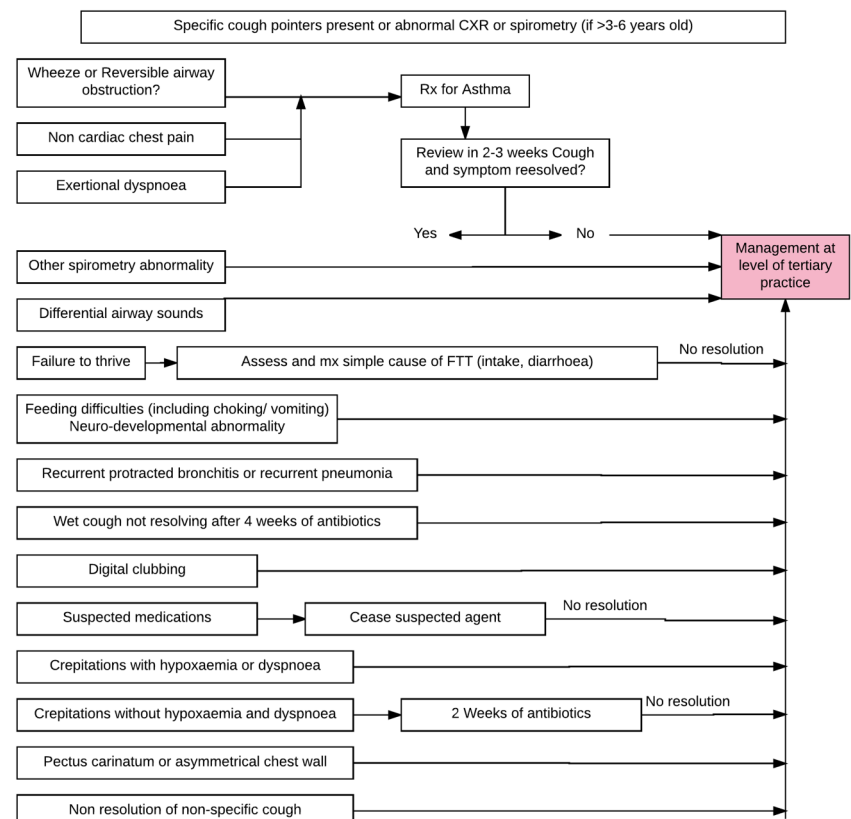 Specific cough pointers present or abnormal CXR or spirometry (if >3-6 years old)
Wheeze or Reversible airway
obstruction?
Rx for Asthma
Non cardiac chest pain
Review in 2-3 weeks Cough
and symptom reesolved?
Exertional dyspnoea
Yes
No
Management at
level of tertiary
practice
Other spirometry abnormality
Differential airway sounds
Failure to thrive
Assess and mx simple cause of FTT (intake, diarrhoea)
No resolution
Feeding difficulties (including choking/ vomiting)
Neuro-developmental abnormality
Recurrent protracted bronchitis or recurrent pneumonia
Wet cough not resolving after 4 weeks of antibiotics
Digital clubbing
Suspected medications
Cease suspected agent
No resolution
Crepitations with hypoxaemia or dyspnoea
Crepitations without hypoxaemia and dyspnoea
2 Weeks of antibiotics
No resolution
Pectus carinatum or asymmetrical chest wall
Non resolution of non-specific cough